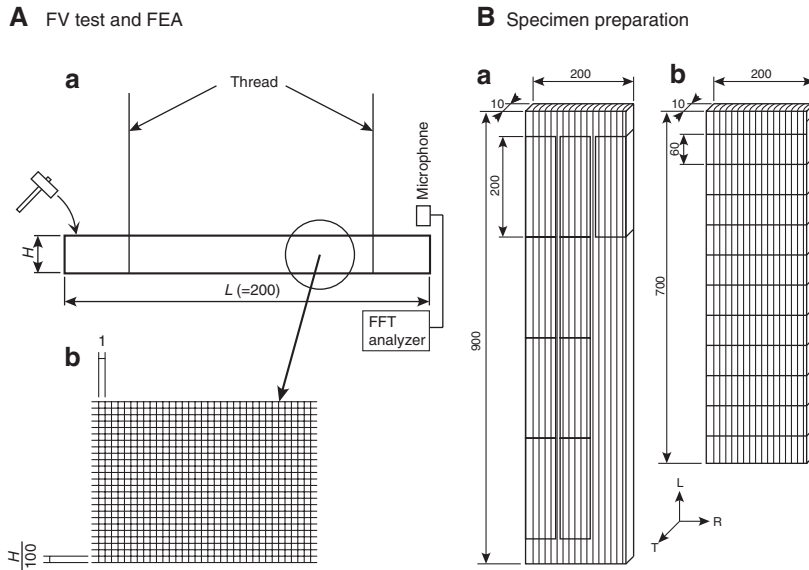 A FV test and FEA
a
Thread
Microphone
H
L (=200)
FFT
analyzer
b
1
H
100
B Specimen preparation
a
200
10
200
900
b
200
10
60
700
L
R
T